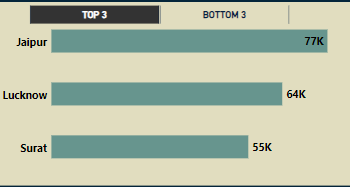 TOP 3 BOTTOM 3
Jaipur 77K
Lucknow 64K
Surat 55K